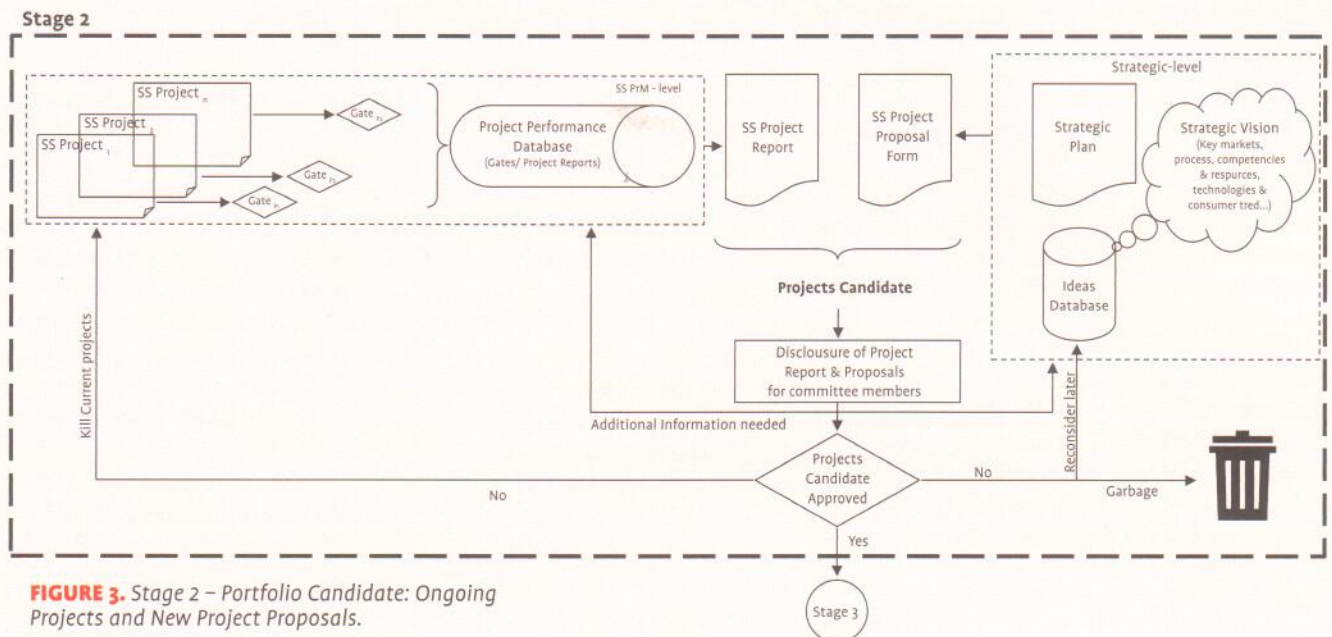 Stage 2
SS Project n
SS Project 2
SS Project 1
Gate
Gate
Gate
SS PrM - level
Project Performance
Database
(Gates/ Project Reports)
SS Project
Report
SS Project
Proposal
Form
Strategic-level
Strategic
Plan
Strategic Vision
(Key markets,
process, competencies
& respurces,
technologies &
consumer tred...)
Ideas
Database
Projects Candidate
Disclousure of Project
Report & Proposals
for committee members
Additional Information needed
Kill Current projects
Reconsider later
Projects
Candidate
Approved
No
No
Garbage
Yes
Stage 3
FIGURE 3. Stage 2 – Portfolio Candidate: Ongoing
Projects and New Project Proposals.